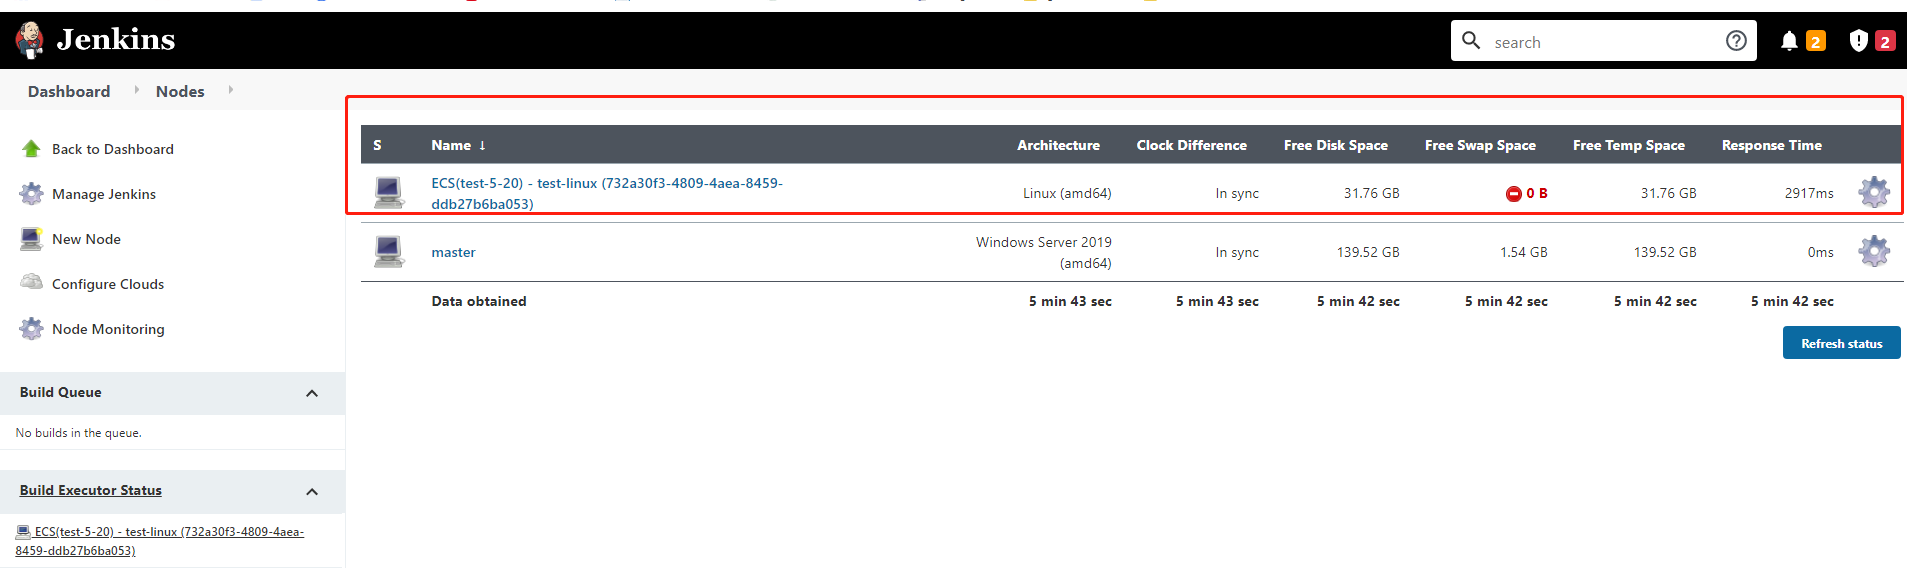 Jenkins
search
2
2
Dashboard Nodes
Back to Dashboard
Manage Jenkins
New Node
Configure Clouds
Node Monitoring
Build Queue
No builds in the queue.
Build Executor Status
ECS(test-5-20) - test-linux (732a30f3-4809-4aea-
8459-ddb27b6ba053)
S Name ↓ Architecture Clock Difference Free Disk Space Free Swap Space Free Temp Space Response Time
ECS(test-5-20) - test-linux (732a30f3-4809-4aea-8459-
ddb27b6ba053)
Linux (amd64) In sync 31.76 GB 0 B 31.76 GB 2917ms
master
Windows Server 2019
(amd64)
In sync 139.52 GB 1.54 GB 139.52 GB 0ms
Data obtained 5 min 43 sec 5 min 43 sec 5 min 42 sec 5 min 42 sec 5 min 42 sec 5 min 42 sec
Refresh status